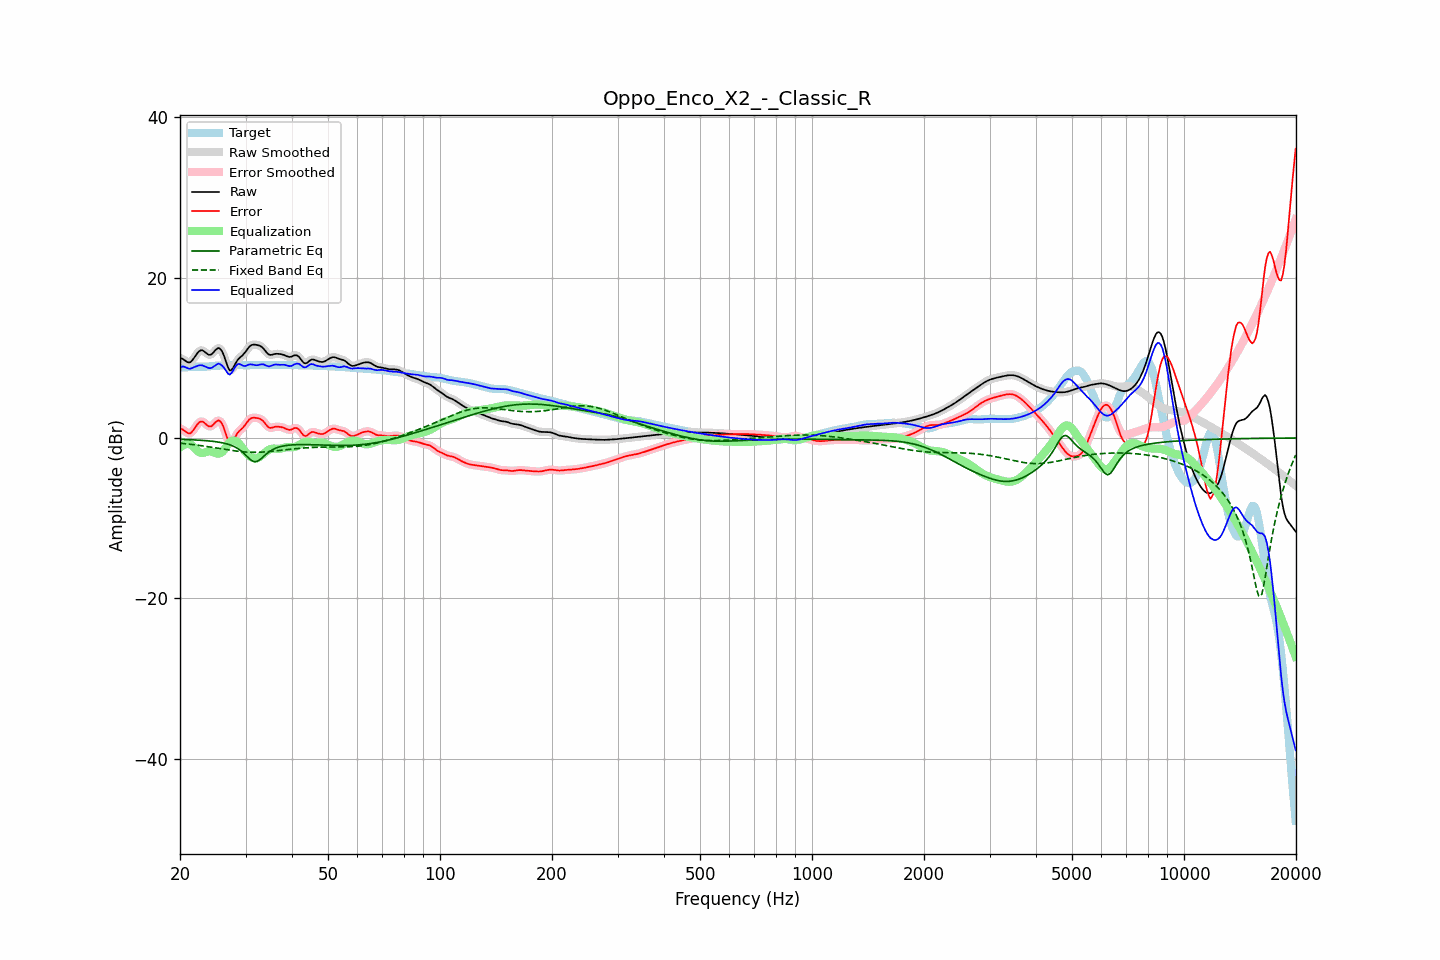 Oppo_Enco_X2_-_Classic_R
40
20
0
−20
−40
Amplitude (dBr)
Target
Raw Smoothed
Error Smoothed
Raw
Error
Equalization
Parametric Eq
Fixed Band Eq
Equalized
20 50 100 200 500 1000 2000 5000 10000 20000
Frequency (Hz)